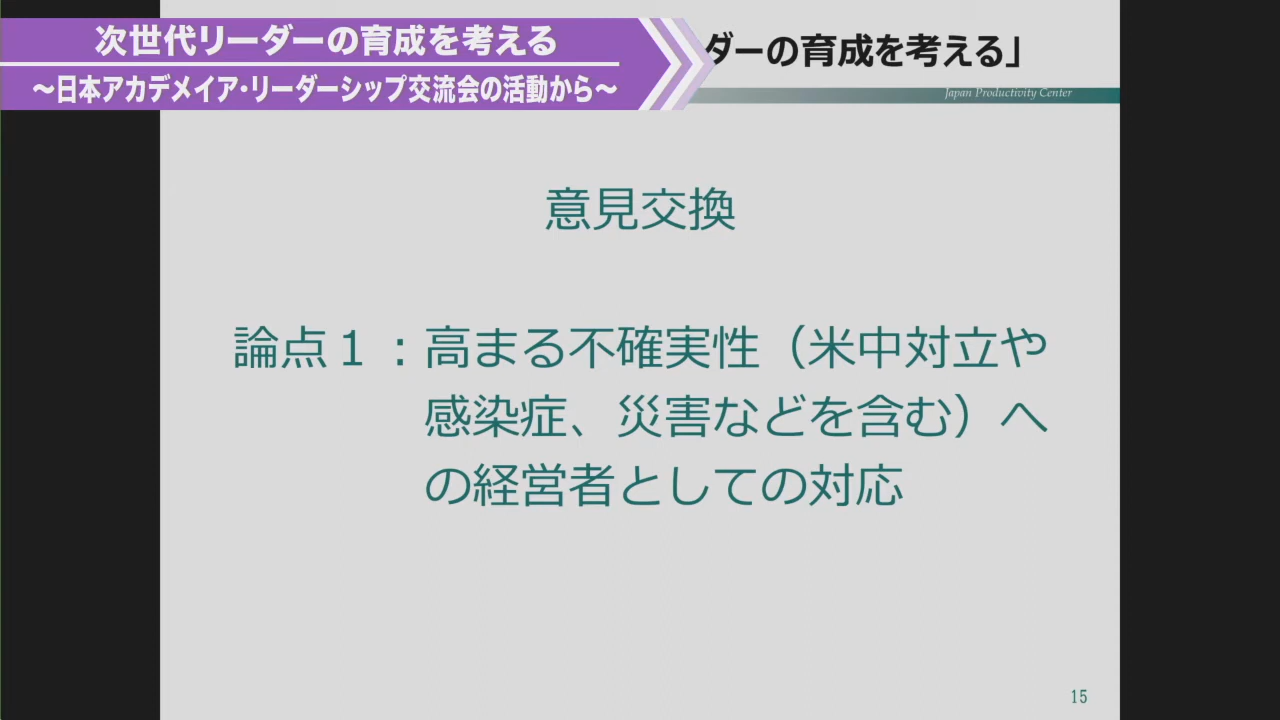 次世代リーダーの育成を考える
～日本アカデメイア・リーダーシップ交流会の活動から～
ダーの育成を考える」
Japan Productivity Center
意見交換
論点１：高まる不確実性（米中対立や
感染症、災害などを含む）へ
の経営者としての対応
15